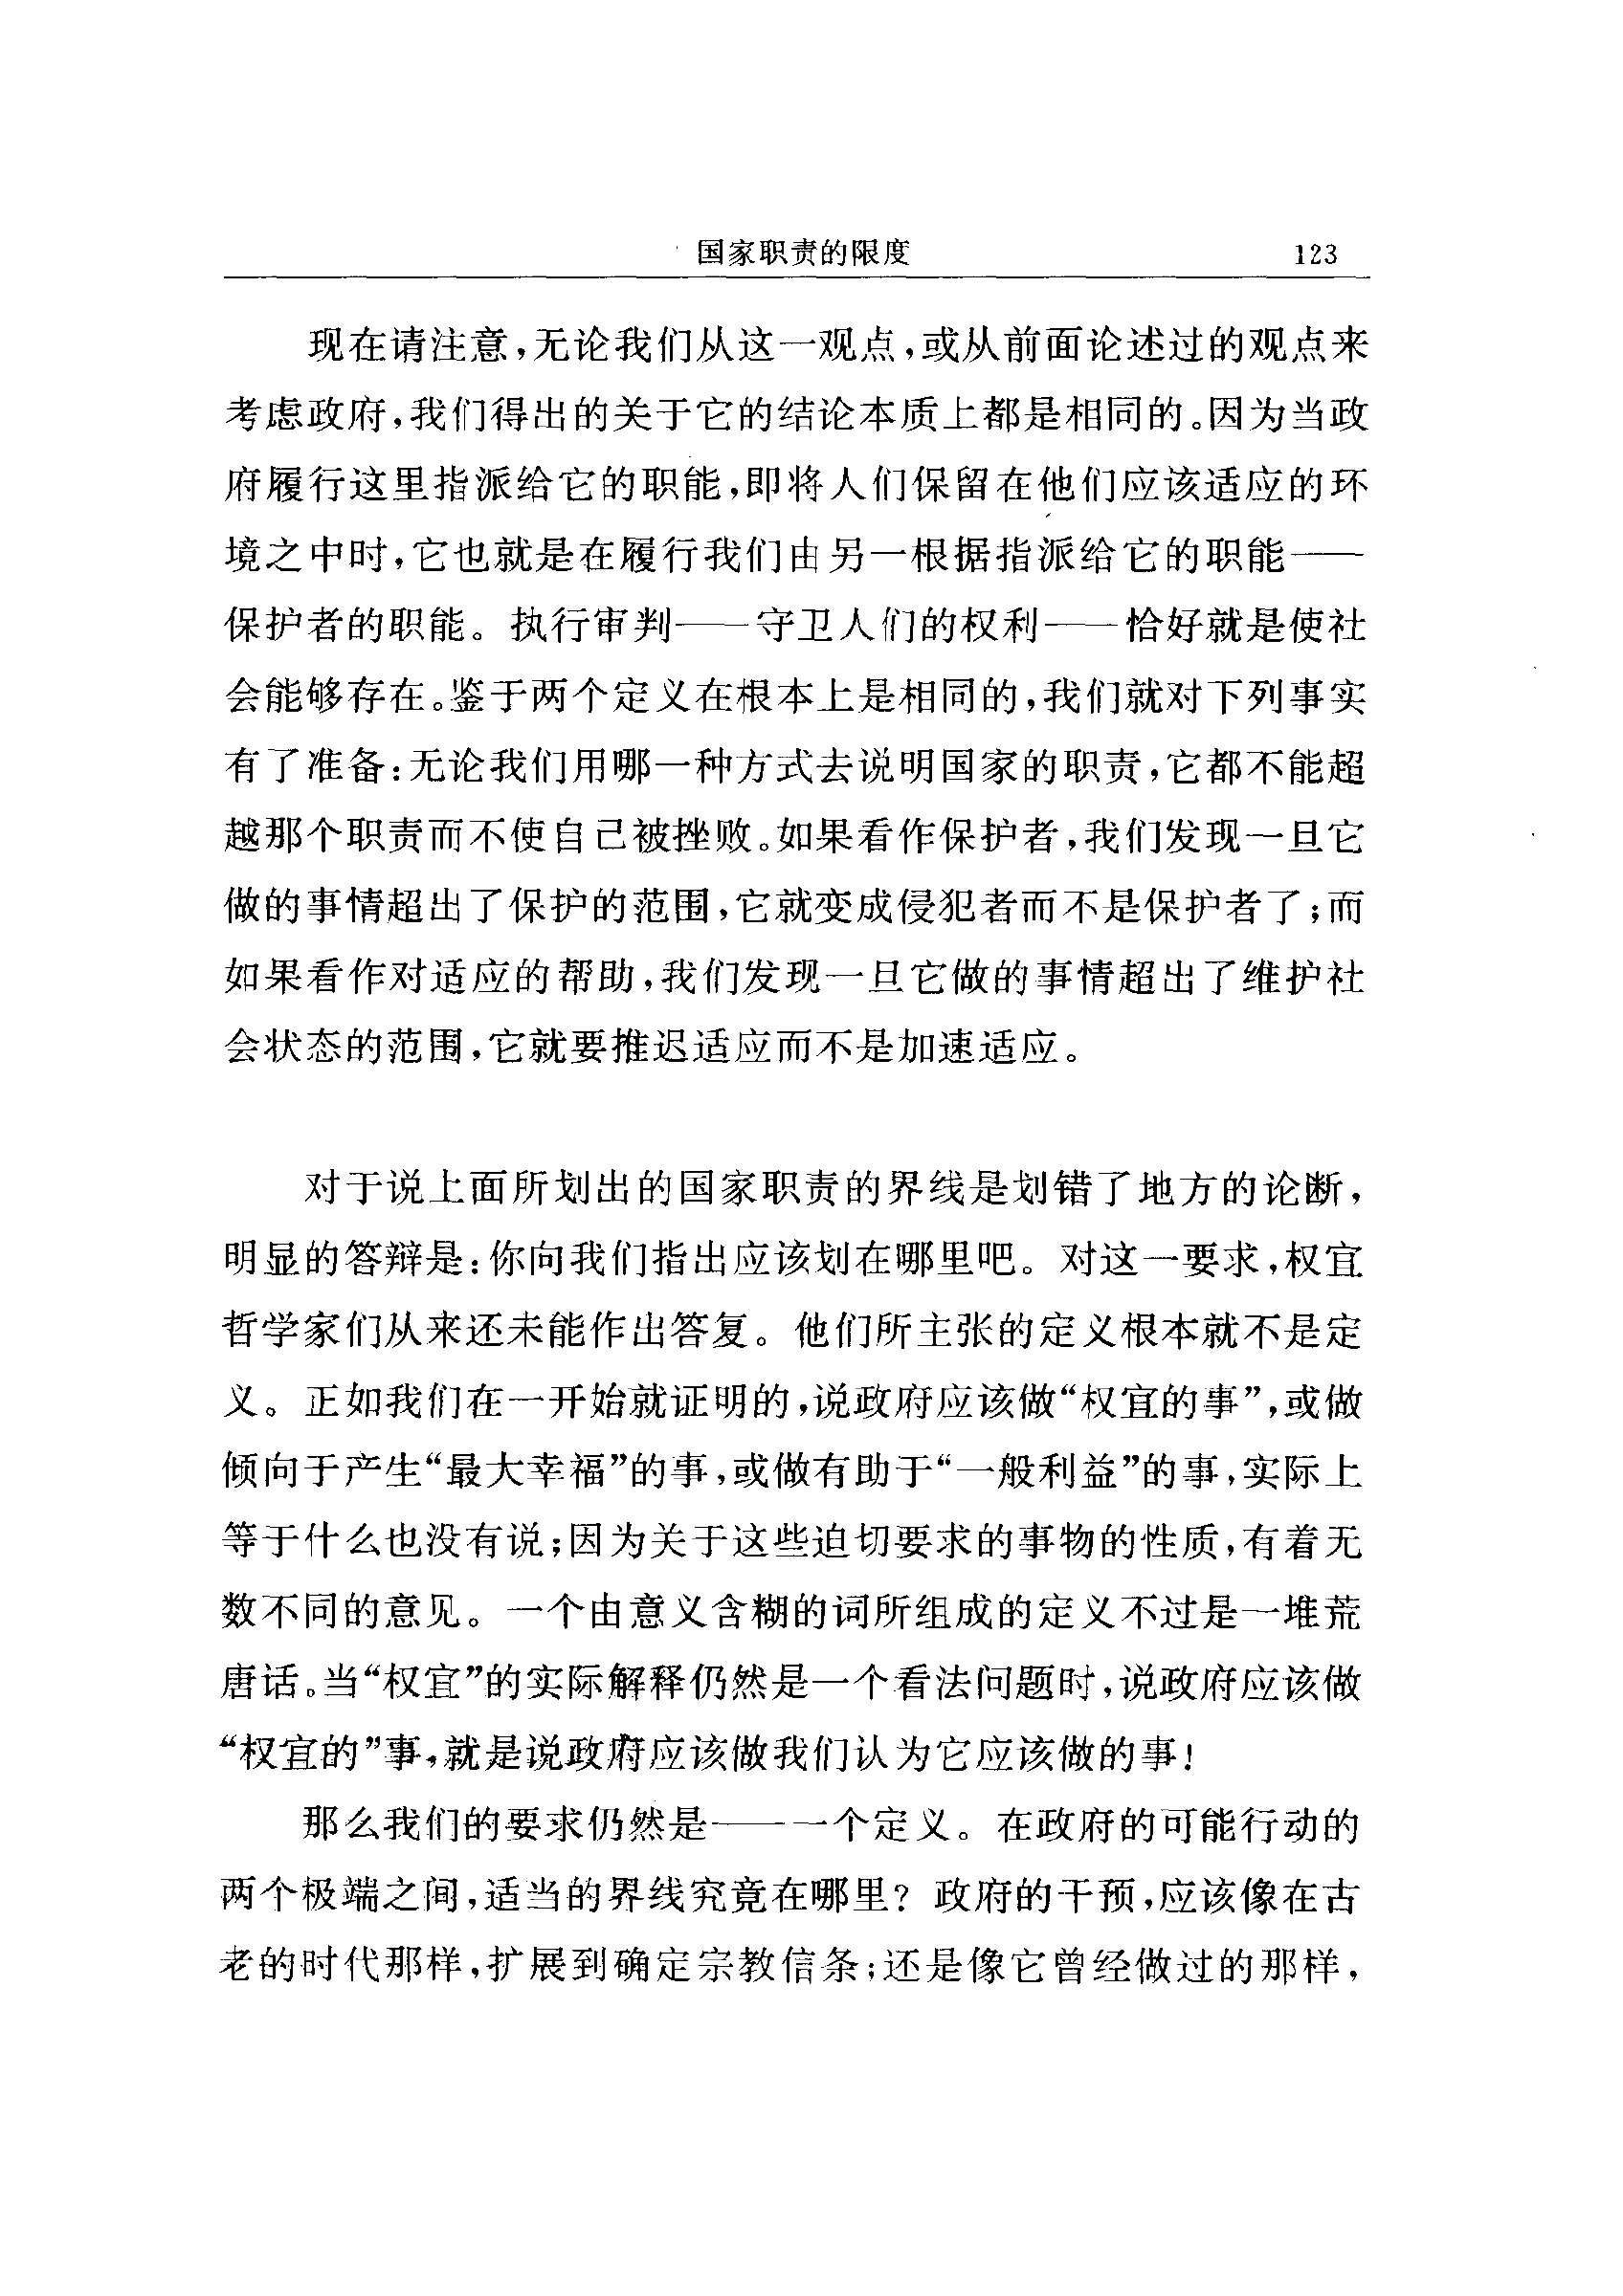 国家职责的限度 123
现在请注意,无论我们从这一观点,或从前面论述过的观点来
考虑政府,我们得出的关于它的结论本质上都是相同的。因为当政
府履行这里指派给它的职能,即将人们保留在他们应该适应的环
境之中时,它也就是在履行我们由另一根据指派给它的职能——
保护者的职能。执行审判——守卫人们的权利——恰好就是使社
会能够存在。鉴于两个定义在根本上是相同的,我们就对下列事实
有了准备:无论我们用哪一种方式去说明国家的职责,它都不能超
越那个职责而不使自己被挫败。如果看作保护者,我们发现一旦它
做的事情超出了保护的范围,它就变成侵犯者而不是保护者了;而
如果看作对适应的帮助,我们发现一旦它做的事情超出了维护社
会状态的范围,它就要推迟适应而不是加速适应。
对于说上面所划出的国家职责的界线是划错了地方的论断,
明显的答辩是:你向我们指出应该划在哪里吧。对这一要求,权宜
哲学家们从来还未能作出答复。他们所主张的定义根本就不是定
义。正如我们在一开始就证明的,说政府应该做“权宜的事”,或做
倾向于产生“最大幸福”的事,或做有助于“一般利益”的事,实际上
等于什么也没有说;因为关于这些迫切要求的事物的性质,有着无
数不同的意见。一个由意义含糊的词所组成的定义不过是一堆荒
唐话。当“权宜”的实际解释仍然是一个看法问题时,说政府应该做
“权宜的”事,就是说政府应该做我们认为它应该做的事!
那么我们的要求仍然是——一个定义。在政府的可能行动的
两个极端之间,适当的界线究竟在哪里?政府的干预,应该像在古
老的时代那样,扩展到确定宗教信条;还是像它曾经做过的那样,